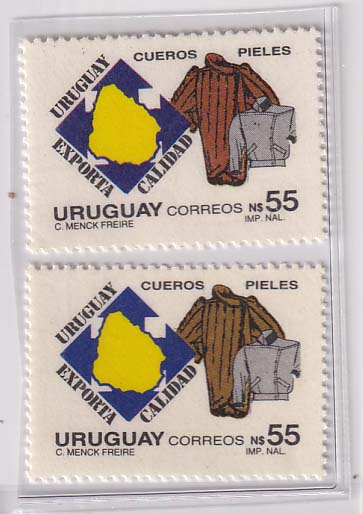 CUEROS PIELES
URUGUAY
EXPORTA
CALIDAD
URUGUAY CORREOS N$ 55
C. MENCK FREIRE IMP. NAL.
CUEROS PIELES
URUGUAY
EXPORTA
CALIDAD
URUGUAY CORREOS N$ 55
C. MENCK FREIRE IMP. NAL.